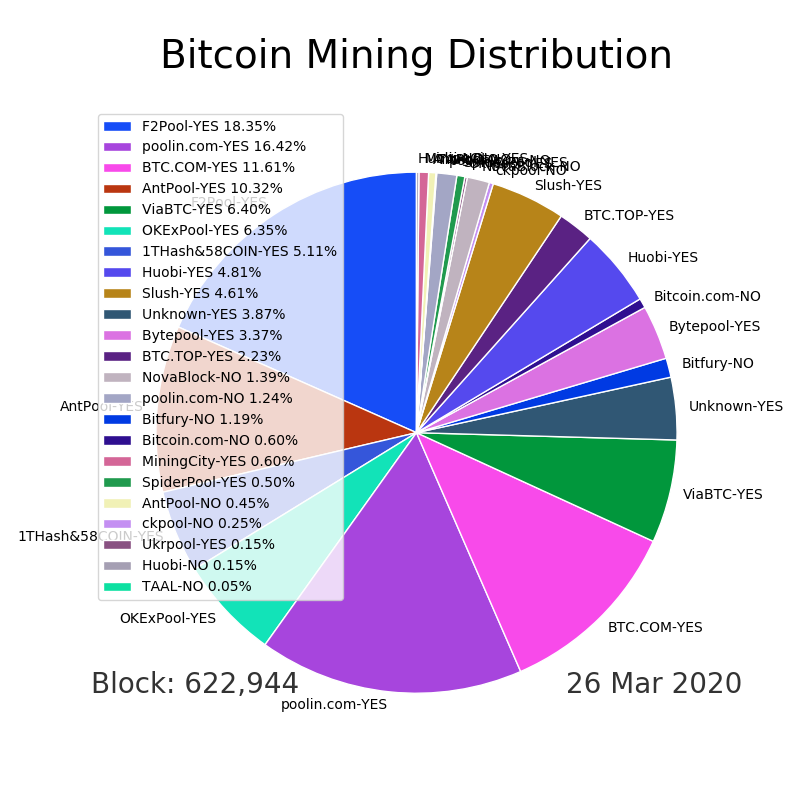 Bitcoin Mining Distribution
F2Pool-YES 18.35%
poolin.com-YES 16.42%
BTC.COM-YES 11.61%
AntPool-YES 10.32%
ViaBTC-YES 6.40%
OKExPool-YES 6.35%
1THash&58COIN-YES 5.11%
Huobi-YES 4.81%
Slush-YES 4.61%
Unknown-YES 3.87%
Bytepool-YES 3.37%
BTC.TOP-YES 2.23%
NovaBlock-NO 1.39%
poolin.com-NO 1.24%
Bitfury-NO 1.19%
Bitcoin.com-NO 0.60%
MiningCity-YES 0.60%
SpiderPool-YES 0.50%
AntPool-NO 0.45%
ckpool-NO 0.25%
Ukrpool-YES 0.15%
Huobi-NO 0.15%
TAAL-NO 0.05%
F2Pool-YES
AntPool-YES
1THash&58COIN-YES
OKExPool-YES
poolin.com-YES
BTC.COM-YES
ViaBTC-YES
Unknown-YES
Bitfury-NO
Bytepool-YES
Bitcoin.com-NO
Huobi-YES
BTC.TOP-YES
Slush-YES
ckpool-NO
Block: 622,944
26 Mar 2020